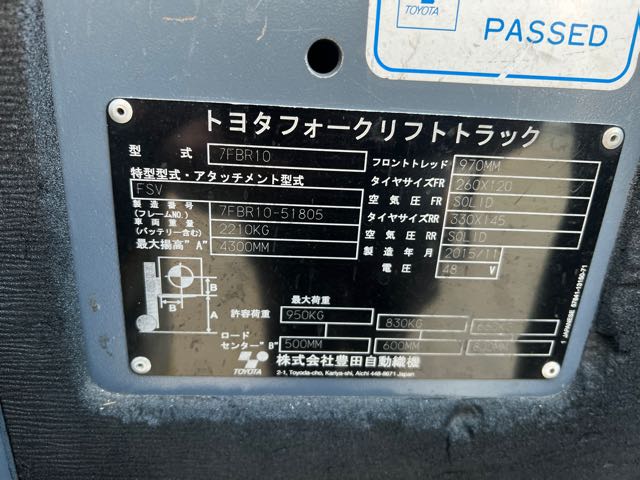 TOYOTA
PASSED
トヨタフォークリフトトラック
型式 7FBR10
フロントトレッド 970MM
特型型式・アタッチメント型式
タイヤサイズFR 260X120
FSV
空気圧FR SOLID
製造番号
(フレームNO.) 7FBR10-51805
タイヤサイズRR 330X145
車両重量
(バッテリー含む) 2210KG
空気圧RR SOLID
最大揚高"A" 4300MM
製造年月 2015/11
電圧 48 V
B
B
A
最大荷重
許容荷重 950KG 830KG
ロード
センター"B" 500MM 600MM
TOYOTA
株式会社豊田自動織機
2-1, Toyoda-cho, Kariya-shi, Aichi 448-8671 Japan